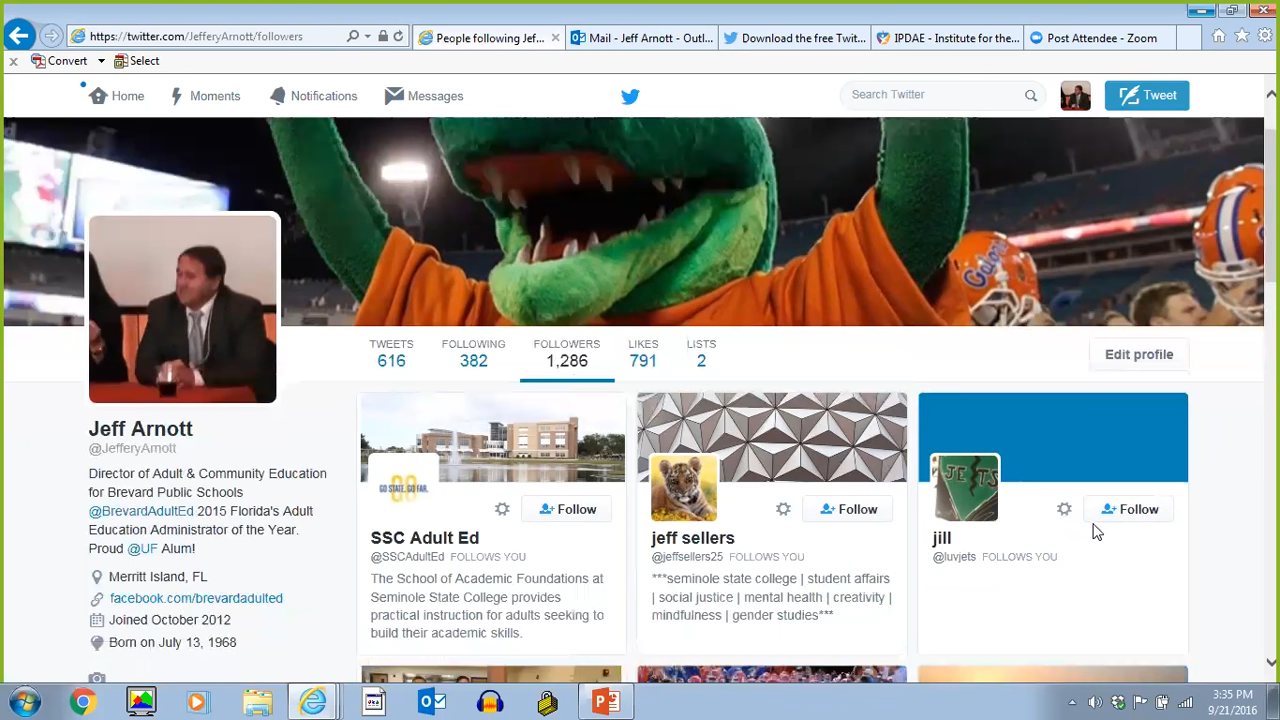 https://twitter.com/JefferyArnott/followers
People following Jef...
Mail - Jeff Arnott - Outl...
Download the free Twit...
IPDAE - Institute for the...
Post Attendee - Zoom
Convert
Select
Home
Moments
Notifications
Messages
Search Twitter
Tweet
Gators
TWEETS
616
FOLLOWING
382
FOLLOWERS
1,286
LIKES
791
LISTS
2
Edit profile
Jeff Arnott
@JefferyArnott
Director of Adult & Community Education
for Brevard Public Schools
@BrevardAdultEd 2015 Florida's Adult
Education Administrator of the Year.
Proud @UF Alum!
Merritt Island, FL
facebook.com/brevardadulted
Joined October 2012
Born on July 13, 1968
GO STATE. GO FAR.
Follow
SSC Adult Ed
@SSCAdultEd FOLLOWS YOU
The School of Academic Foundations at
Seminole State College provides
practical instruction for adults seeking to
build their academic skills.
Follow
jeff sellers
@jeffsellers25 FOLLOWS YOU
***seminole state college | student affairs
| social justice | mental health | creativity |
mindfulness | gender studies***
JETS
Follow
jill
@luvjets FOLLOWS YOU
3:35 PM
9/21/2016